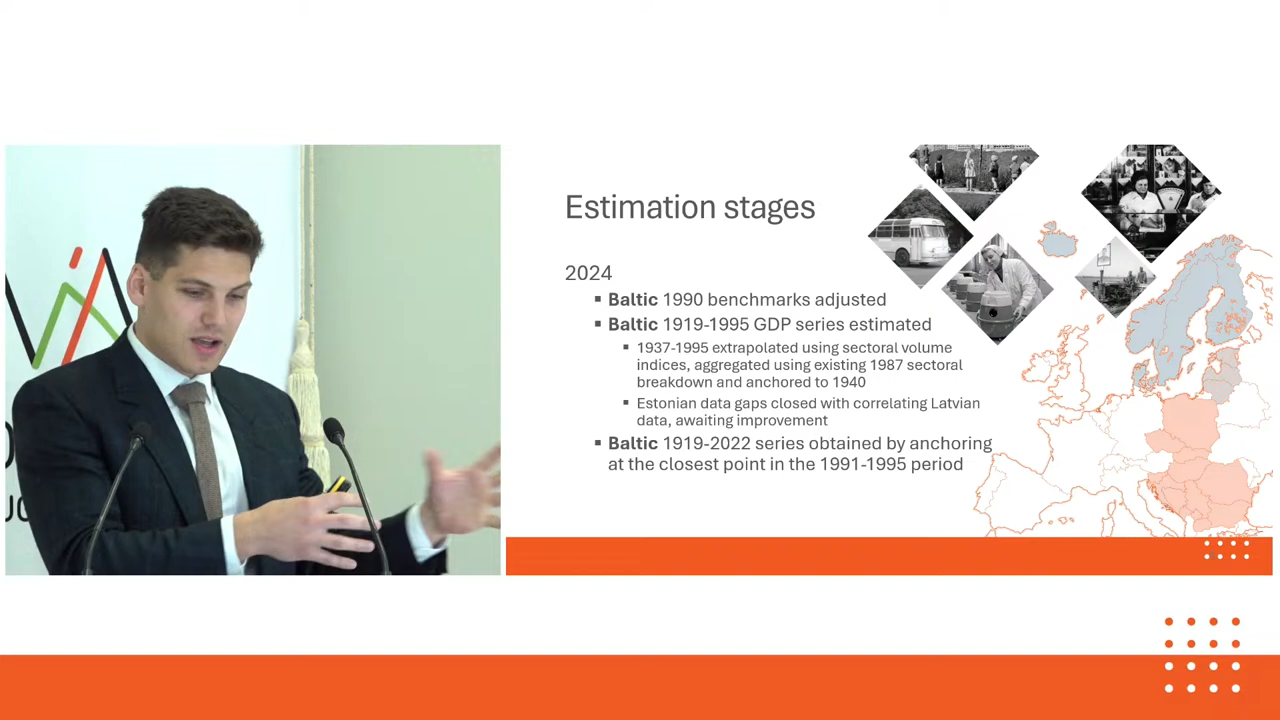 Estimation stages
2024
▪ Baltic 1990 benchmarks adjusted
▪ Baltic 1919-1995 GDP series estimated
▪ 1937-1995 extrapolated using sectoral volume
indices, aggregated using existing 1987 sectoral
breakdown and anchored to 1940
▪ Estonian data gaps closed with correlating Latvian
data, awaiting improvement
▪ Baltic 1919-2022 series obtained by anchoring
at the closest point in the 1991-1995 period